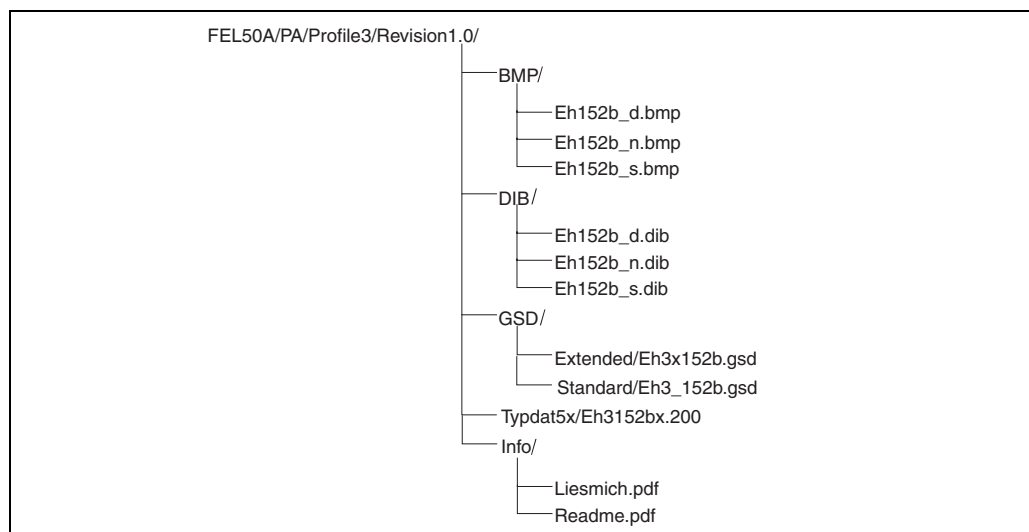 FEL50A/PA/Profile3/Revision1.0/
BMP/
Eh152b_d.bmp
Eh152b_n.bmp
Eh152b_s.bmp
DIB/
Eh152b_d.dib
Eh152b_n.dib
Eh152b_s.dib
GSD/
Extended/Eh3x152b.gsd
Standard/Eh3_152b.gsd
Typdat5x/Eh3152bx.200
Info/
Liesmich.pdf
Readme.pdf